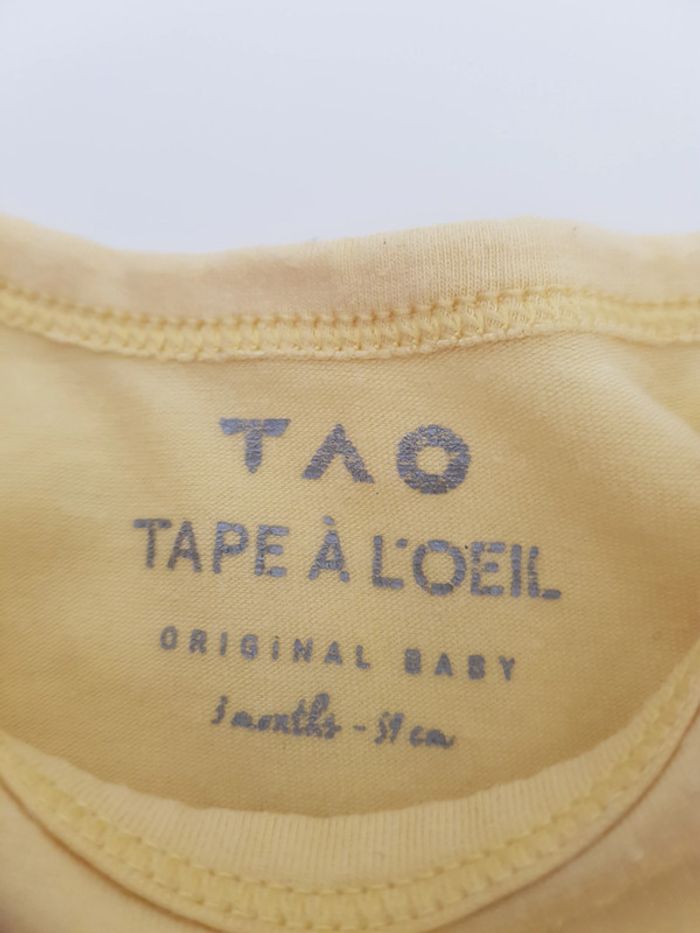 TAO
TAPE À L'OEIL
ORIGINAL BABY
3 months - 59 cm